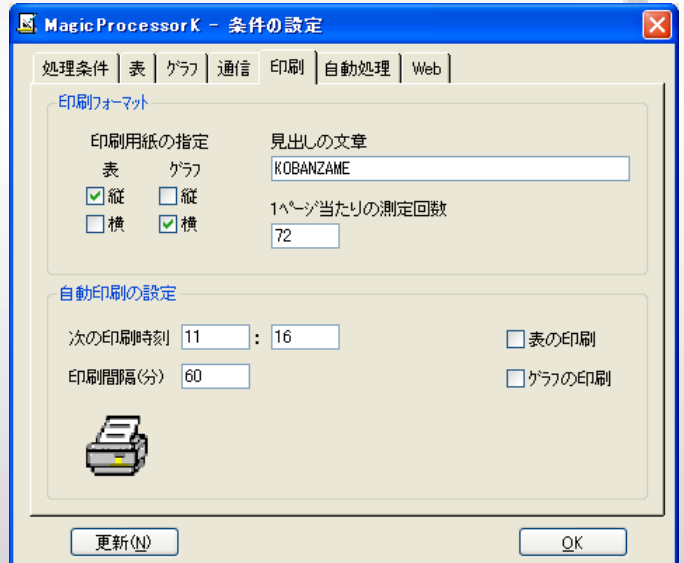 MagicProcessorK - 条件の設定
処理条件 表 グラフ 通信 印刷 自動処理 Web
印刷フォーマット
印刷用紙の指定 見出しの文章
表 グラフ KOBANZAME
縦 縦
1ページ当たりの測定回数
横 横
72
自動印刷の設定
次の印刷時刻 11 : 16 表の印刷
印刷間隔(分) 60 グラフの印刷
更新(N) OK